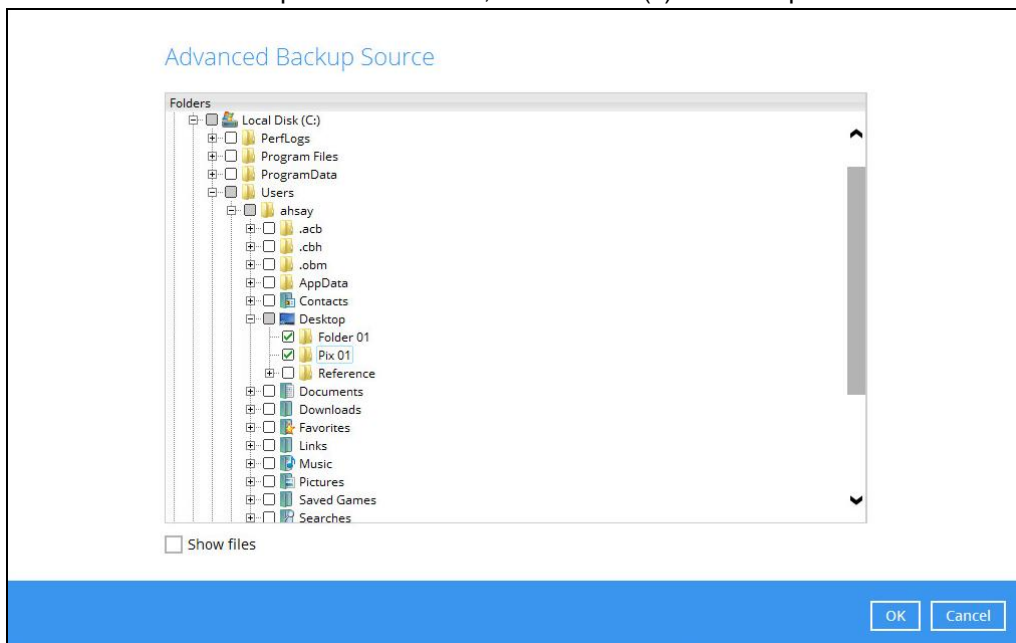 Advanced Backup Source
Folders
Local Disk (C:)
PerfLogs
Program Files
ProgramData
Users
ahsay
.acb
.cbh
.obm
AppData
Contacts
Desktop
Folder 01
Pix 01
Reference
Documents
Downloads
Favorites
Links
Music
Pictures
Saved Games
Searches
Show files
OK Cancel